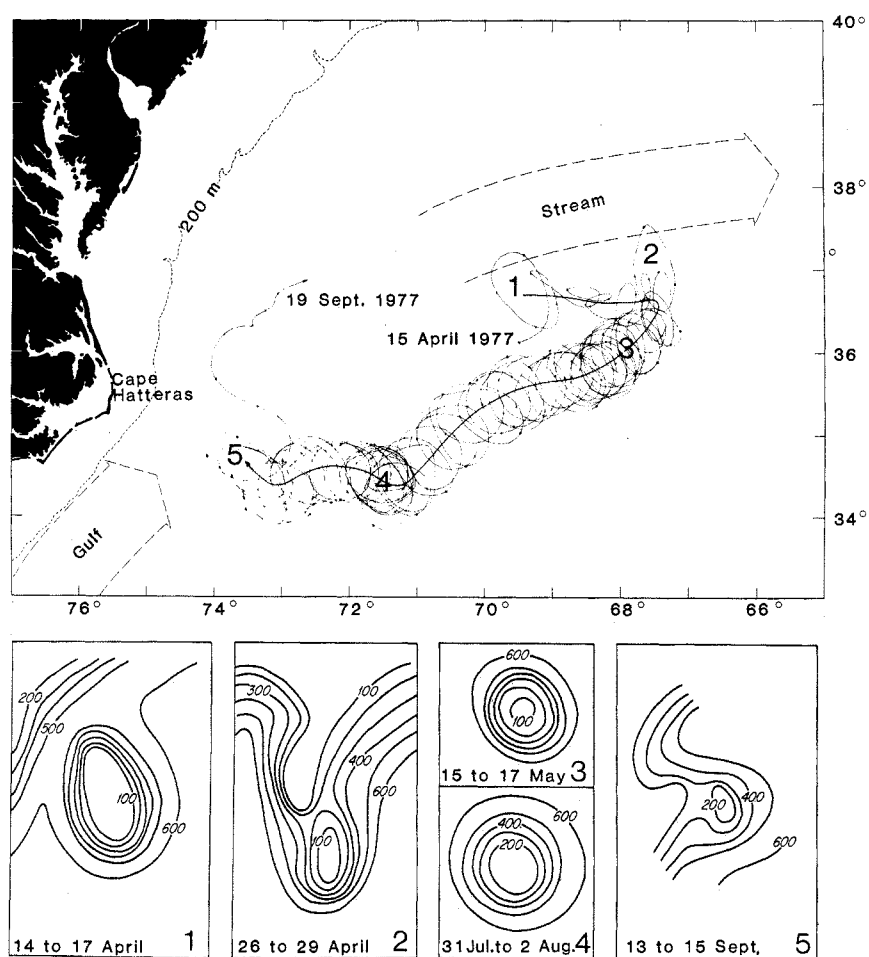 40°
200 m
38°
Stream
2
°
1
19 Sept. 1977
15 April 1977
36°
3
Cape
Hatteras
5
4
34°
Gulf
76° 74° 72° 70° 68° 66°
200
500
100
600
14 to 17 April 1
300
100
400
600
100
26 to 29 April 2
600
100
15 to 17 May 3
600
400
200
31 Jul. to 2 Aug. 4
200
400
600
13 to 15 Sept, 5